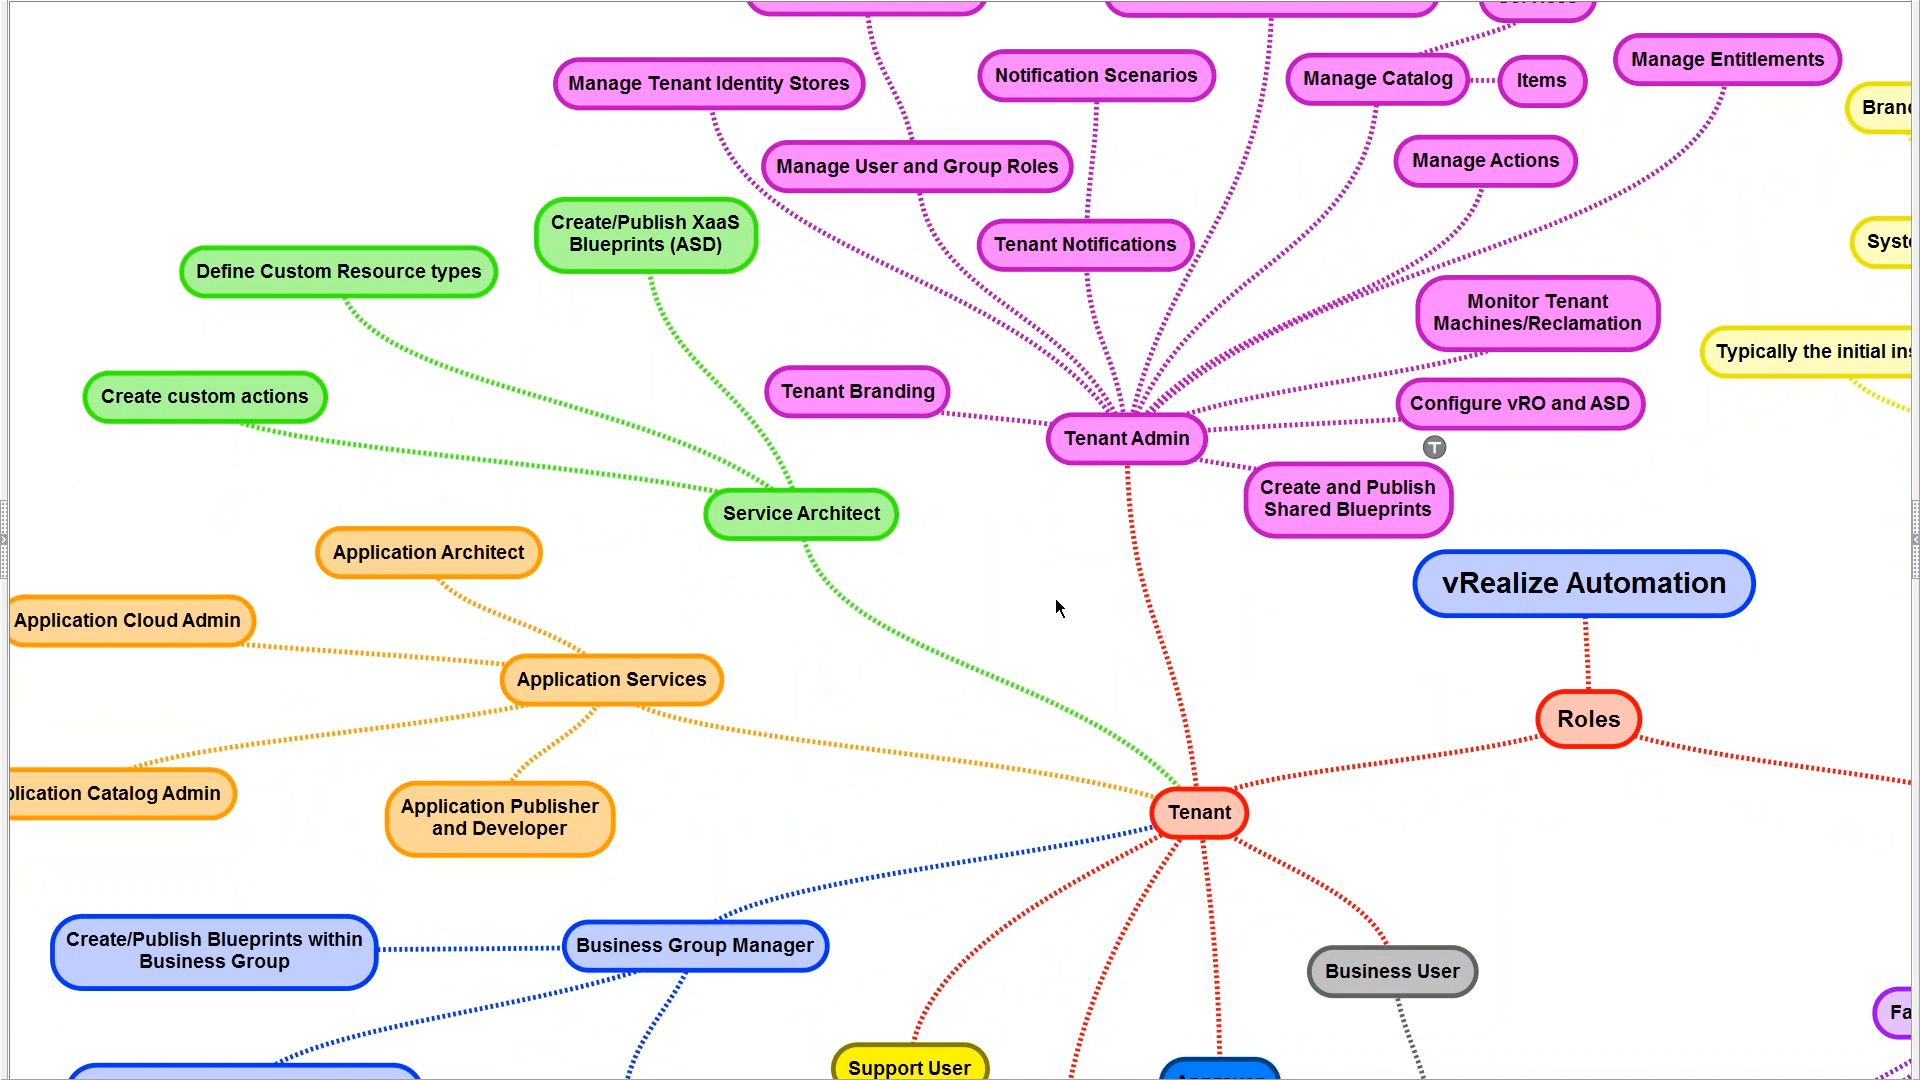 Manage Tenant Identity Stores
Notification Scenarios
Manage Catalog
Items
Manage Entitlements
Manage User and Group Roles
Manage Actions
Create/Publish XaaS
Blueprints (ASD)
Tenant Notifications
Define Custom Resource types
Monitor Tenant
Machines/Reclamation
Typically the initial
Create custom actions
Tenant Branding
Configure vRO and ASD
Tenant Admin
T
Create and Publish
Shared Blueprints
Service Architect
Application Architect
vRealize Automation
Application Cloud Admin
Application Services
Roles
Catalog Admin
Application Publisher
and Developer
Tenant
Create/Publish Blueprints within
Business Group
Business Group Manager
Business User
Support User